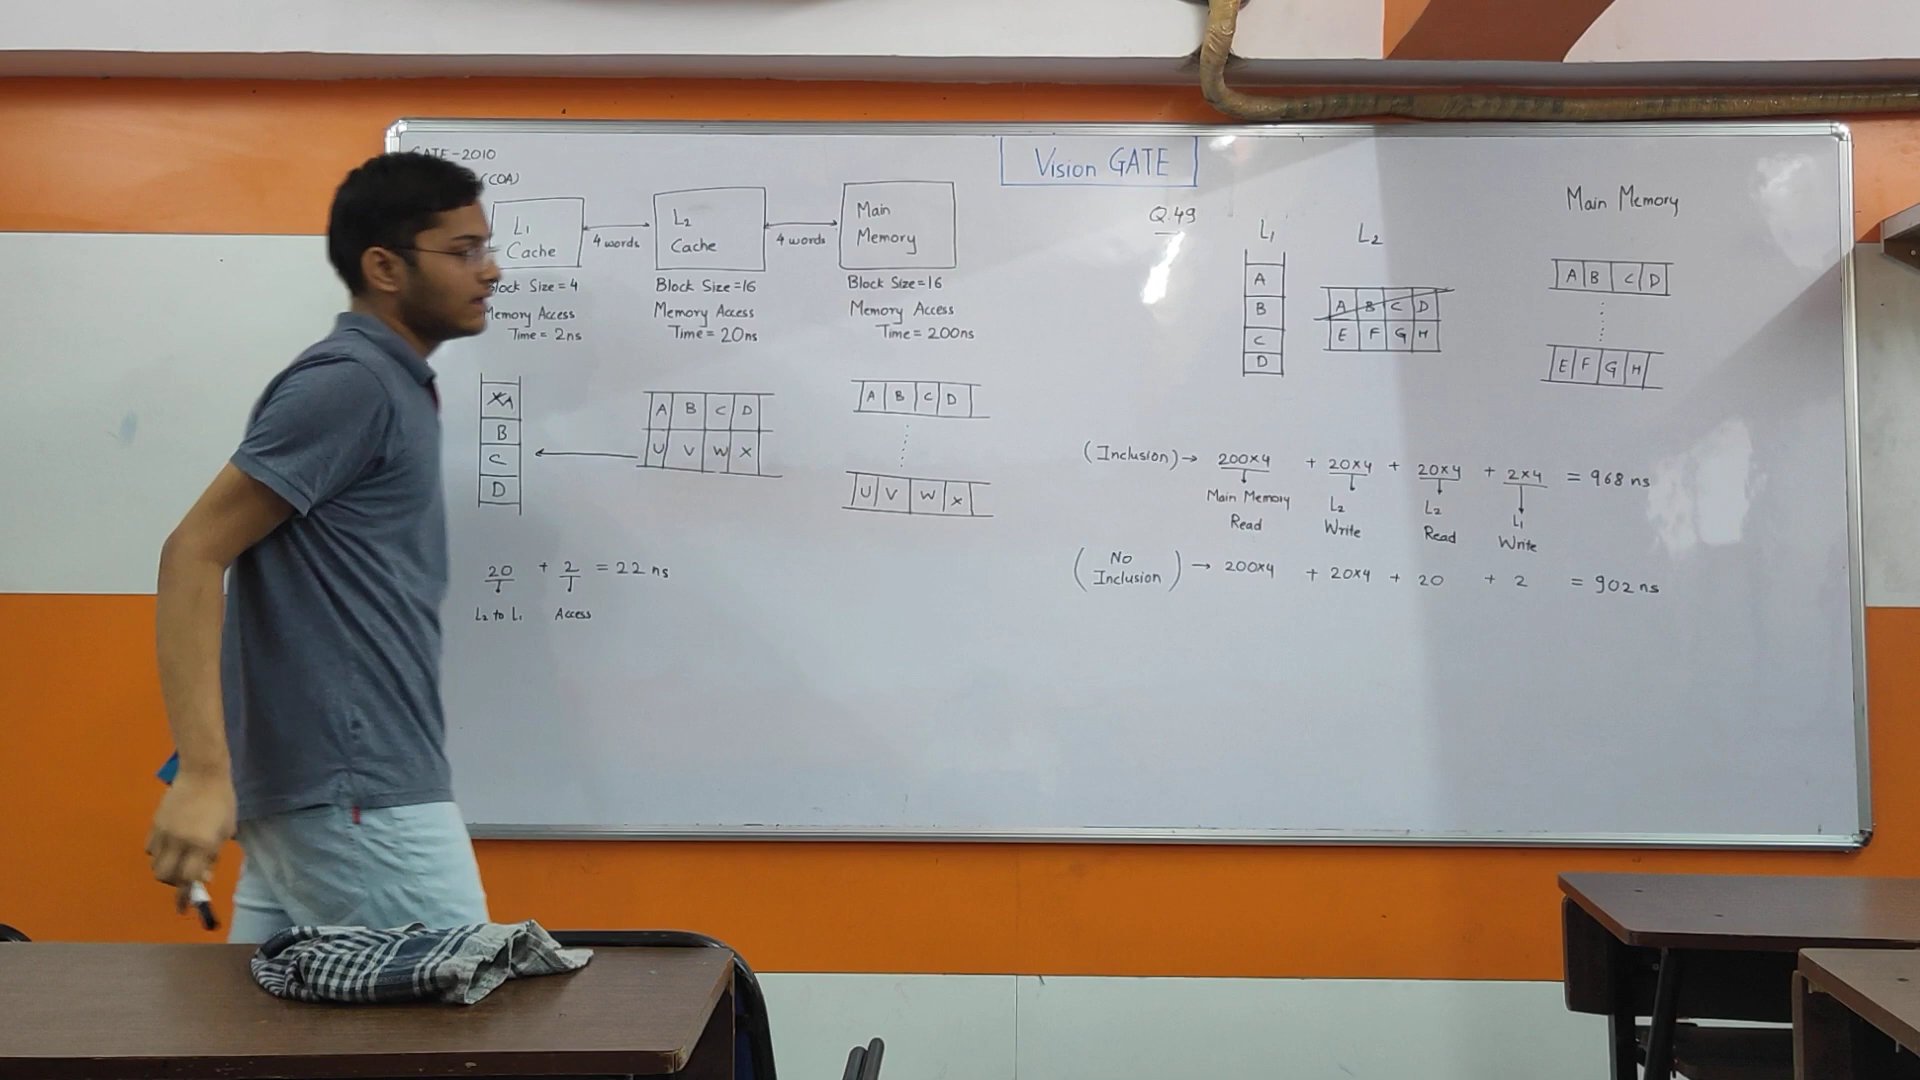 GATE-2010
(COA)
L₁
Cache
4 words
L₂
Cache
4 words
Main
Memory
Block Size = 4
Memory Access
Time = 2ns
Block Size =16
Memory Access
Time = 20ns
Block Size=16
Memory Access
Time = 200ns
A
B
C
D
A B C D
U V W X
A B C D
U V W X
20 + 2 = 22 ns
L₂ to L₁ Access
Vision GATE
Q.49
L₁
L₂
Main Memory
A
B
C
D
A B C D
E F G H
A B C D
E F G H
(Inclusion) → 200×4 + 20×4 + 20×4 + 2×4 = 968 ns
Main Memory
Read
L₂
Write
L₂
Read
L₁
Write
(No
Inclusion) → 200×4 + 20×4 + 20 + 2 = 902 ns